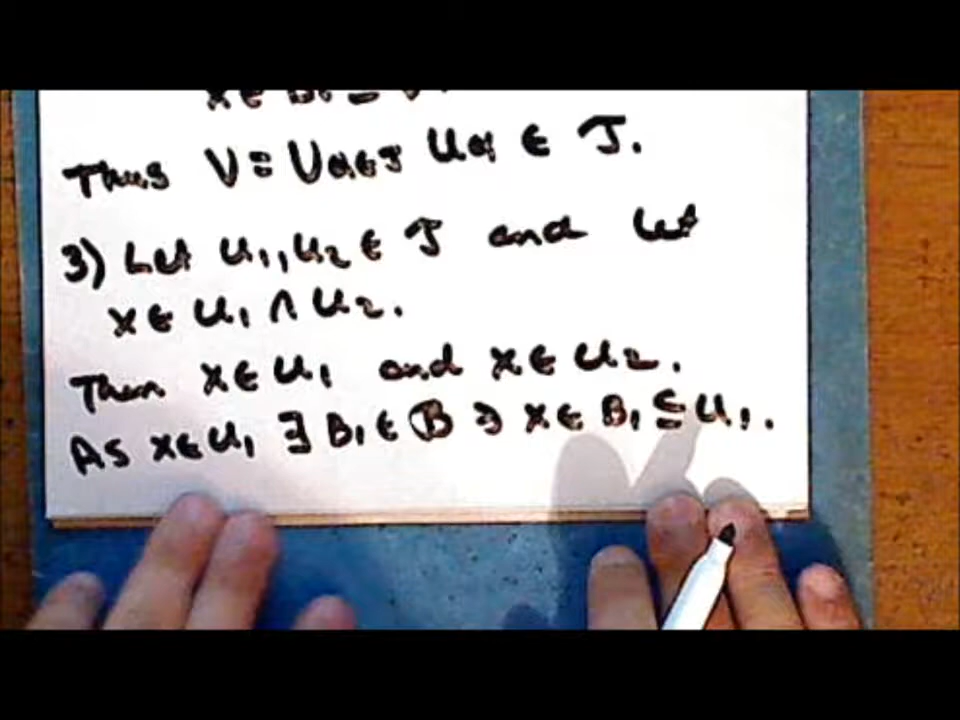 x ∈ B₁ ⊆
Thus V = ∪α∈J Uα ∈ 𝒯.
3) Let U₁,U₂ ∈ 𝒯 and let
x ∈ U₁ ∩ U₂.
Then x ∈ U₁ and x ∈ U₂.
As x∈U₁ ∃ B₁ ∈ ℬ ∋ x ∈ B₁ ⊆ U₁.